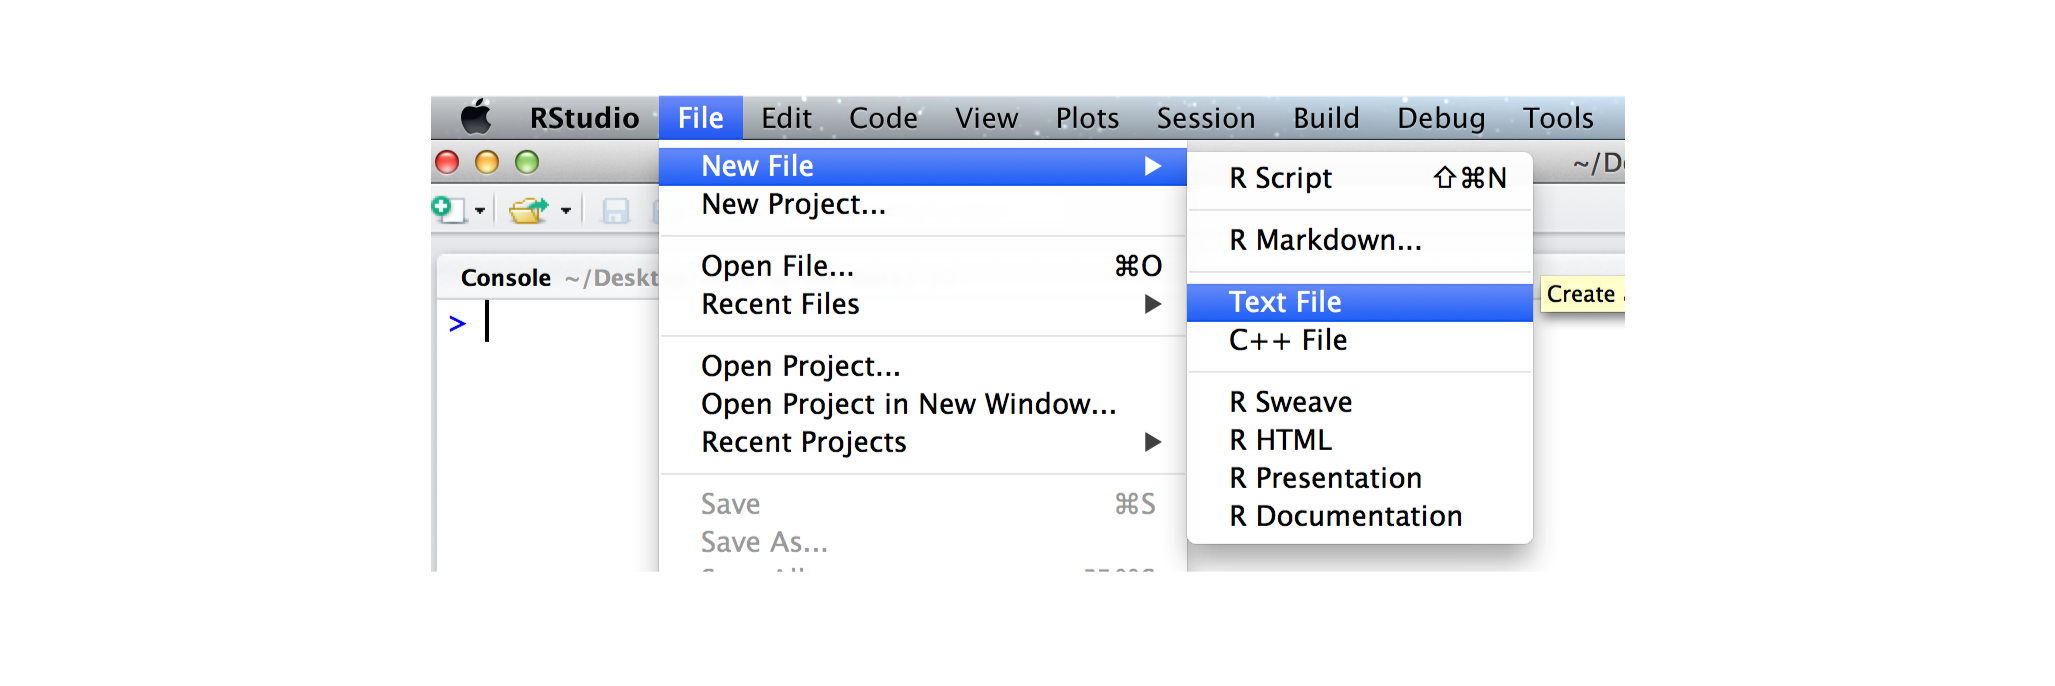 RStudio File Edit Code View Plots Session Build Debug Tools
~/D
New File
New Project...
Open File... ⌘O
Recent Files
Open Project...
Open Project in New Window...
Recent Projects
Save ⌘S
Save As...
R Script ⇧⌘N
R Markdown...
Text File
C++ File
R Sweave
R HTML
R Presentation
R Documentation
Create
Console ~/Deskt
>